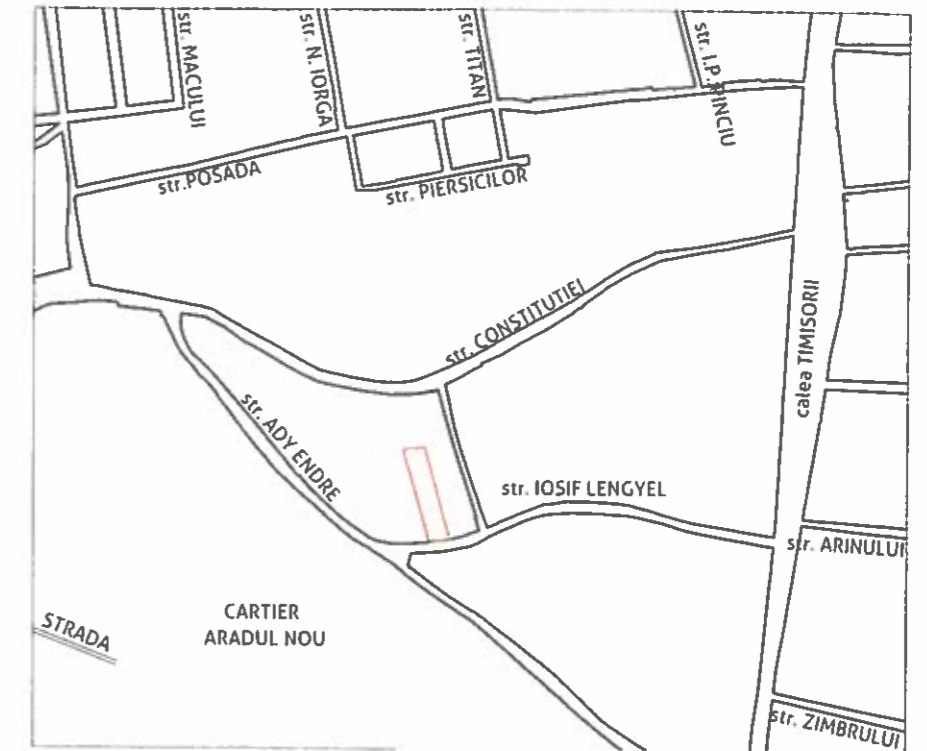 str. MACULUI
str. N. IORGA
str. TITAN
str. I.P. PINCIU
str.POSADA
str. PIERSICILOR
str. CONSTITUTIEI
calea TIMISORII
str. ADY ENDRE
str. IOSIF LENGYEL
str. ARINULUI
CARTIER
ARADUL NOU
STRADA
str. ZIMBRULUI